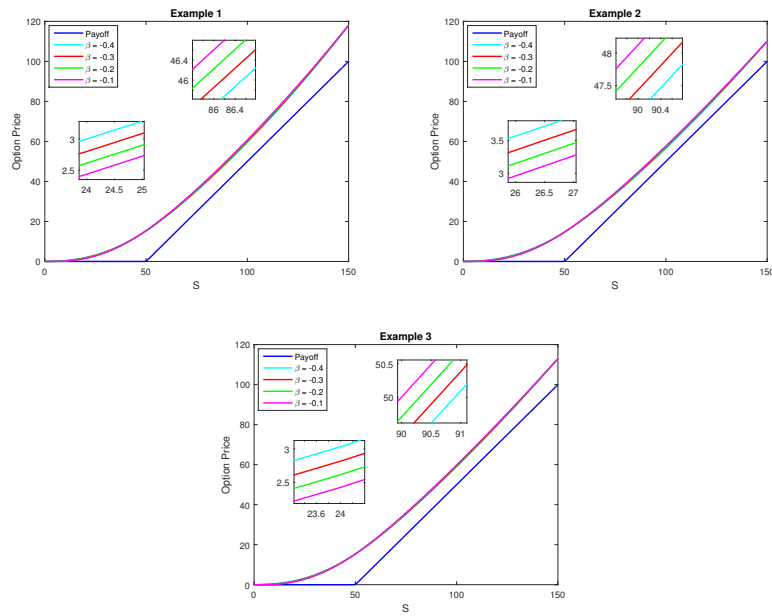 Example 1
120
100
80
60
40
20
0
Option Price
Payoff
β = -0.4
β = -0.3
β = -0.2
β = -0.1
46.4
46
86 86.4
3
2.5
24 24.5 25
0 50 100 150
S
Example 2
120
100
80
60
40
20
0
Option Price
Payoff
β = -0.4
β = -0.3
β = -0.2
β = -0.1
48
47.5
90 90.4
3.5
3
26 26.5 27
0 50 100 150
S
Example 3
120
100
80
60
40
20
0
Option Price
Payoff
β = -0.4
β = -0.3
β = -0.2
β = -0.1
50.5
50
90 90.5 91
3
2.5
23.6 24
0 50 100 150
S